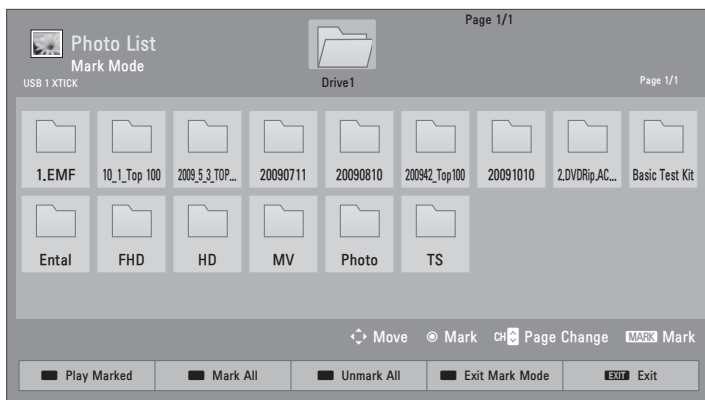 Page 1/1
Photo List
Mark Mode
USB 1 XTICK
Drive1
Page 1/1
1.EMF 10_1_Top 100 2009_5_3_TOP... 20090711 20090810 200942_Top100 20091010 2,DVDRip,AC... Basic Test Kit
Ental FHD HD MV Photo TS
Move Mark CH Page Change MARK Mark
Play Marked Mark All Unmark All Exit Mark Mode EXIT Exit